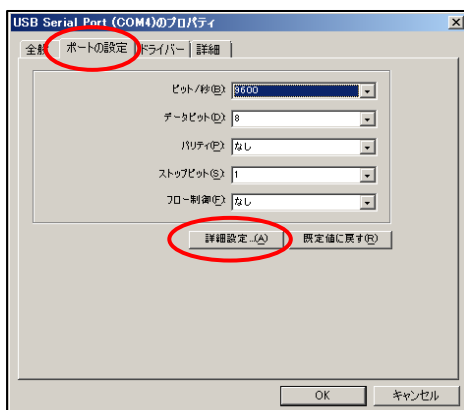 USB Serial Port (COM4)のプロパティ
全般 ポートの設定 ドライバー 詳細
ビット/秒(B): 9600
データ ビット(D): 8
パリティ(P): なし
ストップ ビット(S): 1
フロー制御(F): なし
詳細設定...(A) 既定値に戻す(R)
OK キャンセル